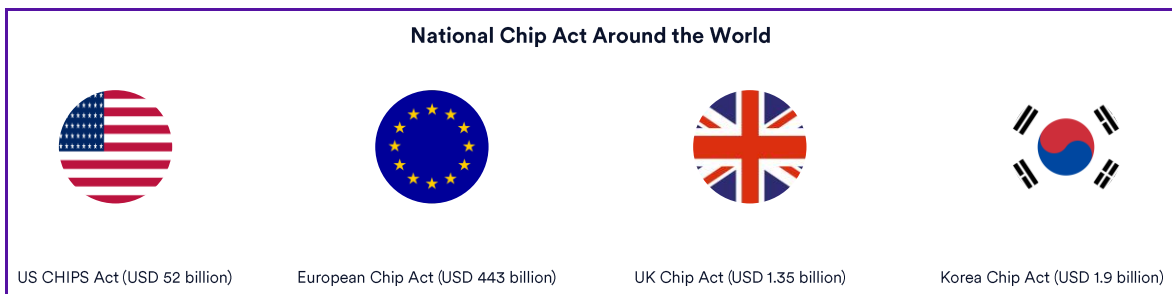 National Chip Act Around the World
US CHIPS Act (USD 52 billion)
European Chip Act (USD 443 billion)
UK Chip Act (USD 1.35 billion)
Korea Chip Act (USD 1.9 billion)